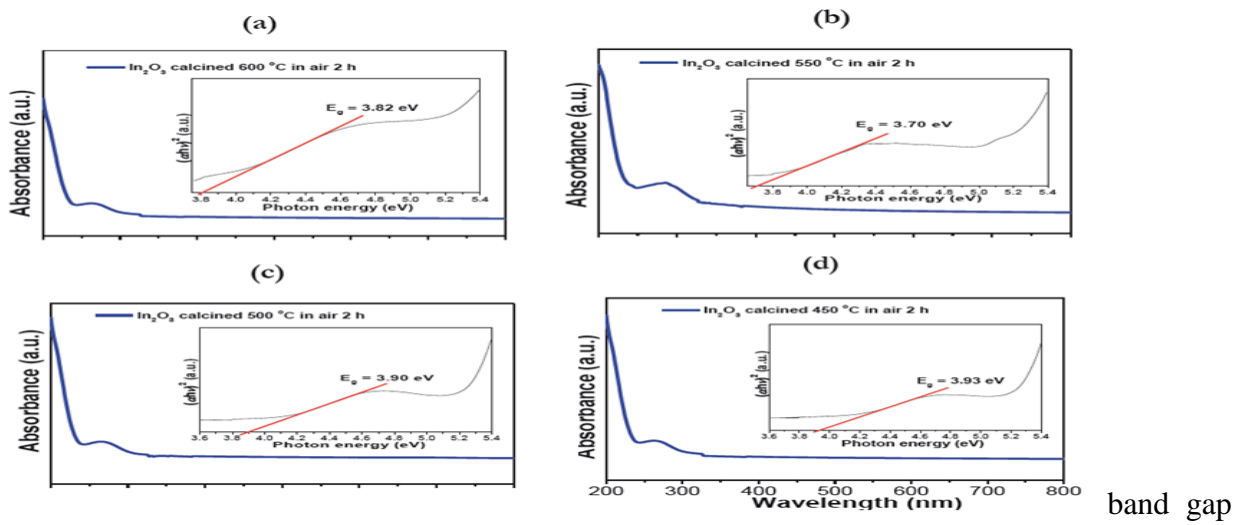 (a)
In₂O₃ calcined 600 °C in air 2 h
E_g = 3.82 eV
(αhν)² (a.u.)
3.8 4.0 4.2 4.4 4.6 4.8 5.0 5.2 5.4
Photon energy (eV)
Absorbance (a.u.)
(b)
In₂O₃ calcined 550 °C in air 2 h
E_g = 3.70 eV
(αhν)² (a.u.)
3.8 4.0 4.2 4.4 4.6 4.8 5.0 5.2 5.4
Photon energy (eV)
Absorbance (a.u.)
(c)
In₂O₃ calcined 500 °C in air 2 h
E_g = 3.90 eV
(αhν)² (a.u.)
3.6 3.8 4.0 4.2 4.4 4.6 4.8 5.0 5.2 5.4
Photon energy (eV)
Absorbance (a.u.)
(d)
In₂O₃ calcined 450 °C in air 2 h
E_g = 3.93 eV
(αhν)² (a.u.)
3.6 3.8 4.0 4.2 4.4 4.6 4.8 5.0 5.2 5.4
Photon energy (eV)
Absorbance (a.u.)
200 300 400 500 600 700 800
Wavelength (nm)
band gap